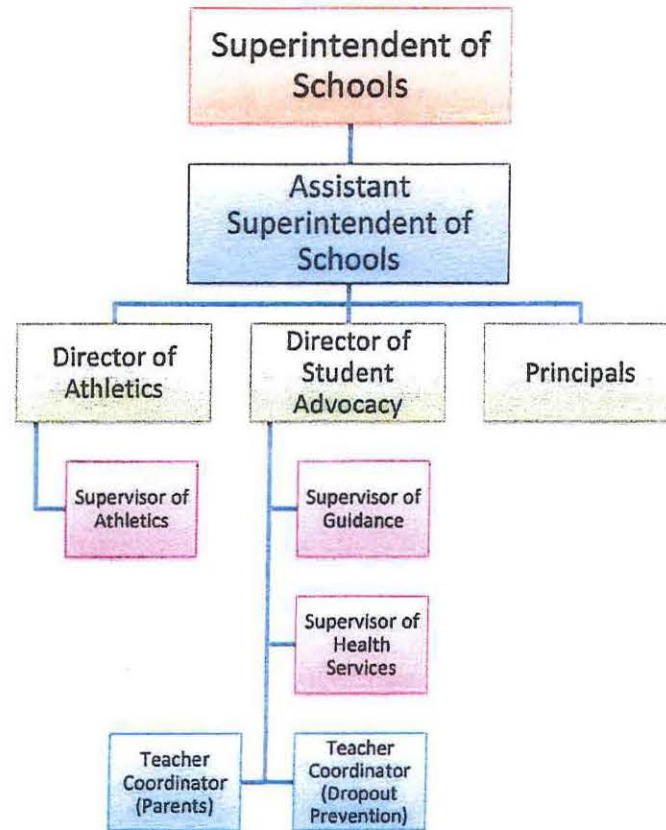 Superintendent of
Schools
Assistant
Superintendent of
Schools
Director of
Athletics
Director of
Student
Advocacy
Principals
Supervisor of
Athletics
Supervisor of
Guidance
Supervisor of
Health
Services
Teacher
Coordinator
(Parents)
Teacher
Coordinator
(Dropout
Prevention)